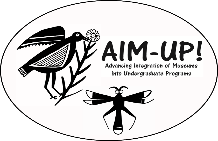 AIM-UP!
Advancing Integration of Museums
Into Undergraduate Programs